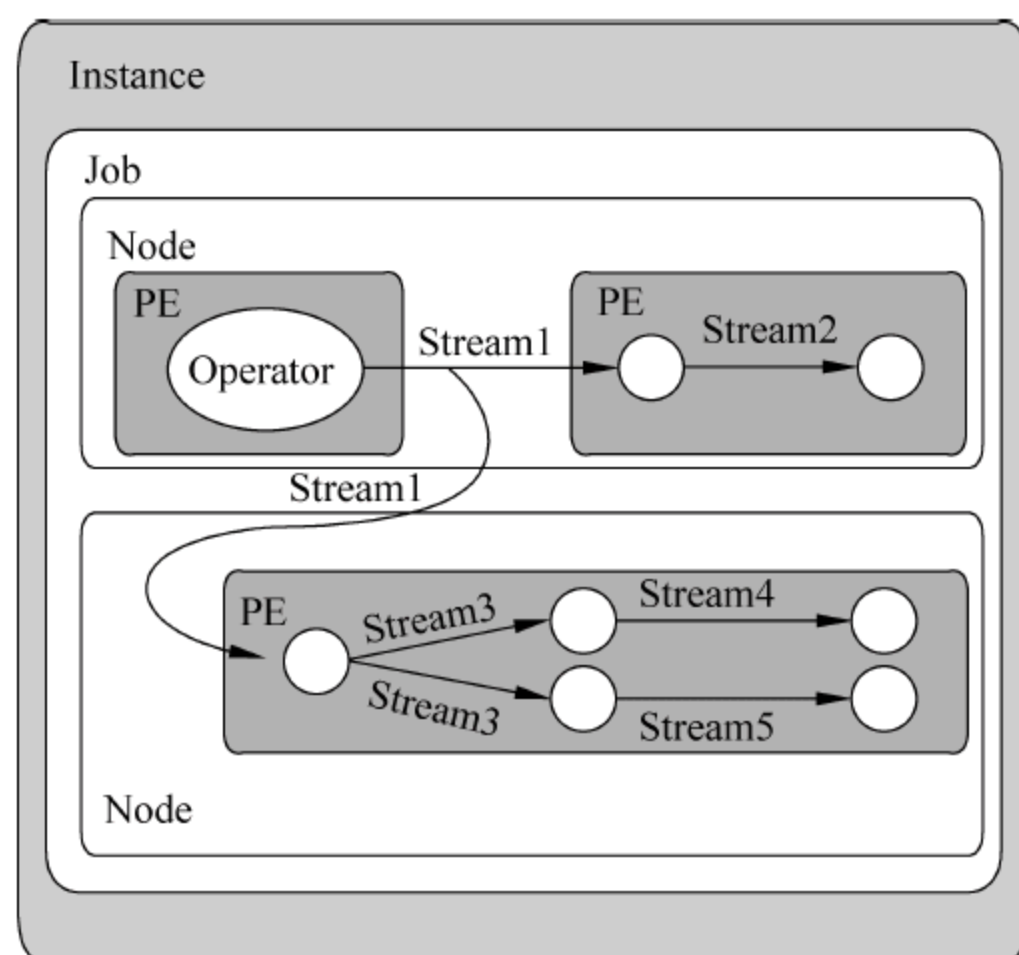 Instance
Job
Node
PE
PE
Stream1
Stream2
Operator
Stream1
PE
Stream3
Stream4
Stream3
Stream5
Node